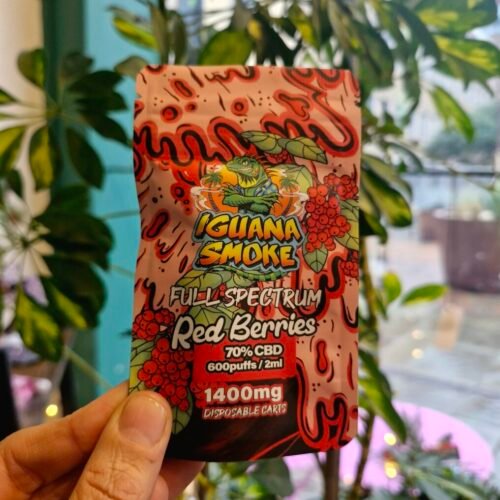 IGUANA
SMOKE
FULL SPECTRUM
Red Berries
70% CBD
600puffs / 2ml
1400mg
DISPOSABLE CARTS